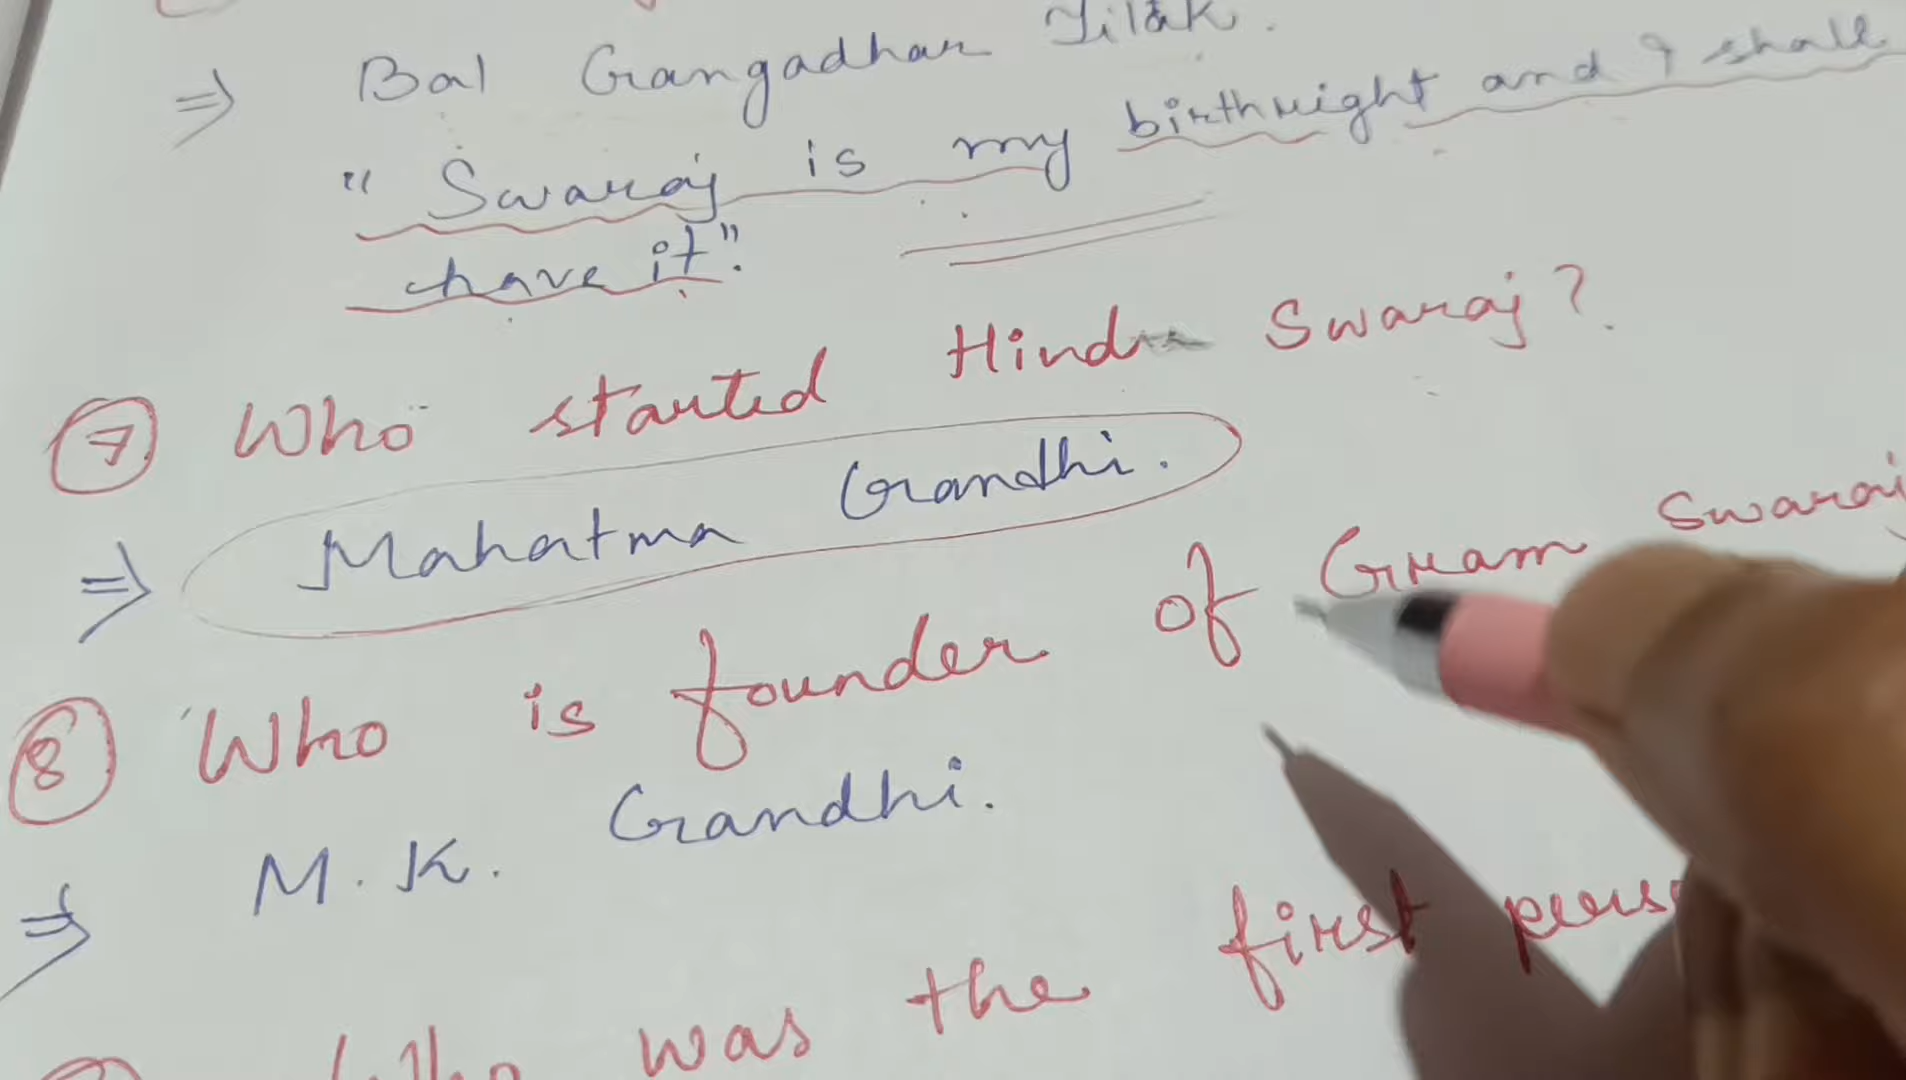 ⇒ Bal Gangadhar Tilak.
"Swaraj is my birthright and I shall
have it".
7 Who started Hind Swaraj?
⇒ Mahatma Gandhi.
8 Who is founder of Gram Swaraj
⇒ M. K. Gandhi.
Who was the first